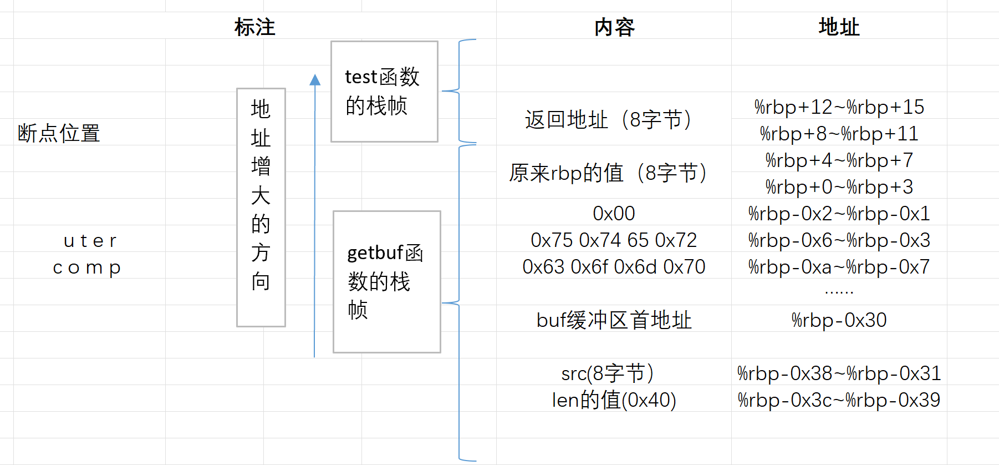 标注 内容 地址
test函数
的栈帧
地
址
增
大
的
方
向
断点位置
返回地址（8字节）
%rbp+12~%rbp+15
%rbp+8~%rbp+11
原来rbp的值（8字节）
%rbp+4~%rbp+7
%rbp+0~%rbp+3
getbuf函
数的栈
帧
0x00 %rbp-0x2~%rbp-0x1
u t e r 0x75 0x74 65 0x72 %rbp-0x6~%rbp-0x3
c o m p 0x63 0x6f 0x6d 0x70 %rbp-0xa~%rbp-0x7
......
buf缓冲区首地址 %rbp-0x30
src(8字节） %rbp-0x38~%rbp-0x31
len的值(0x40) %rbp-0x3c~%rbp-0x39